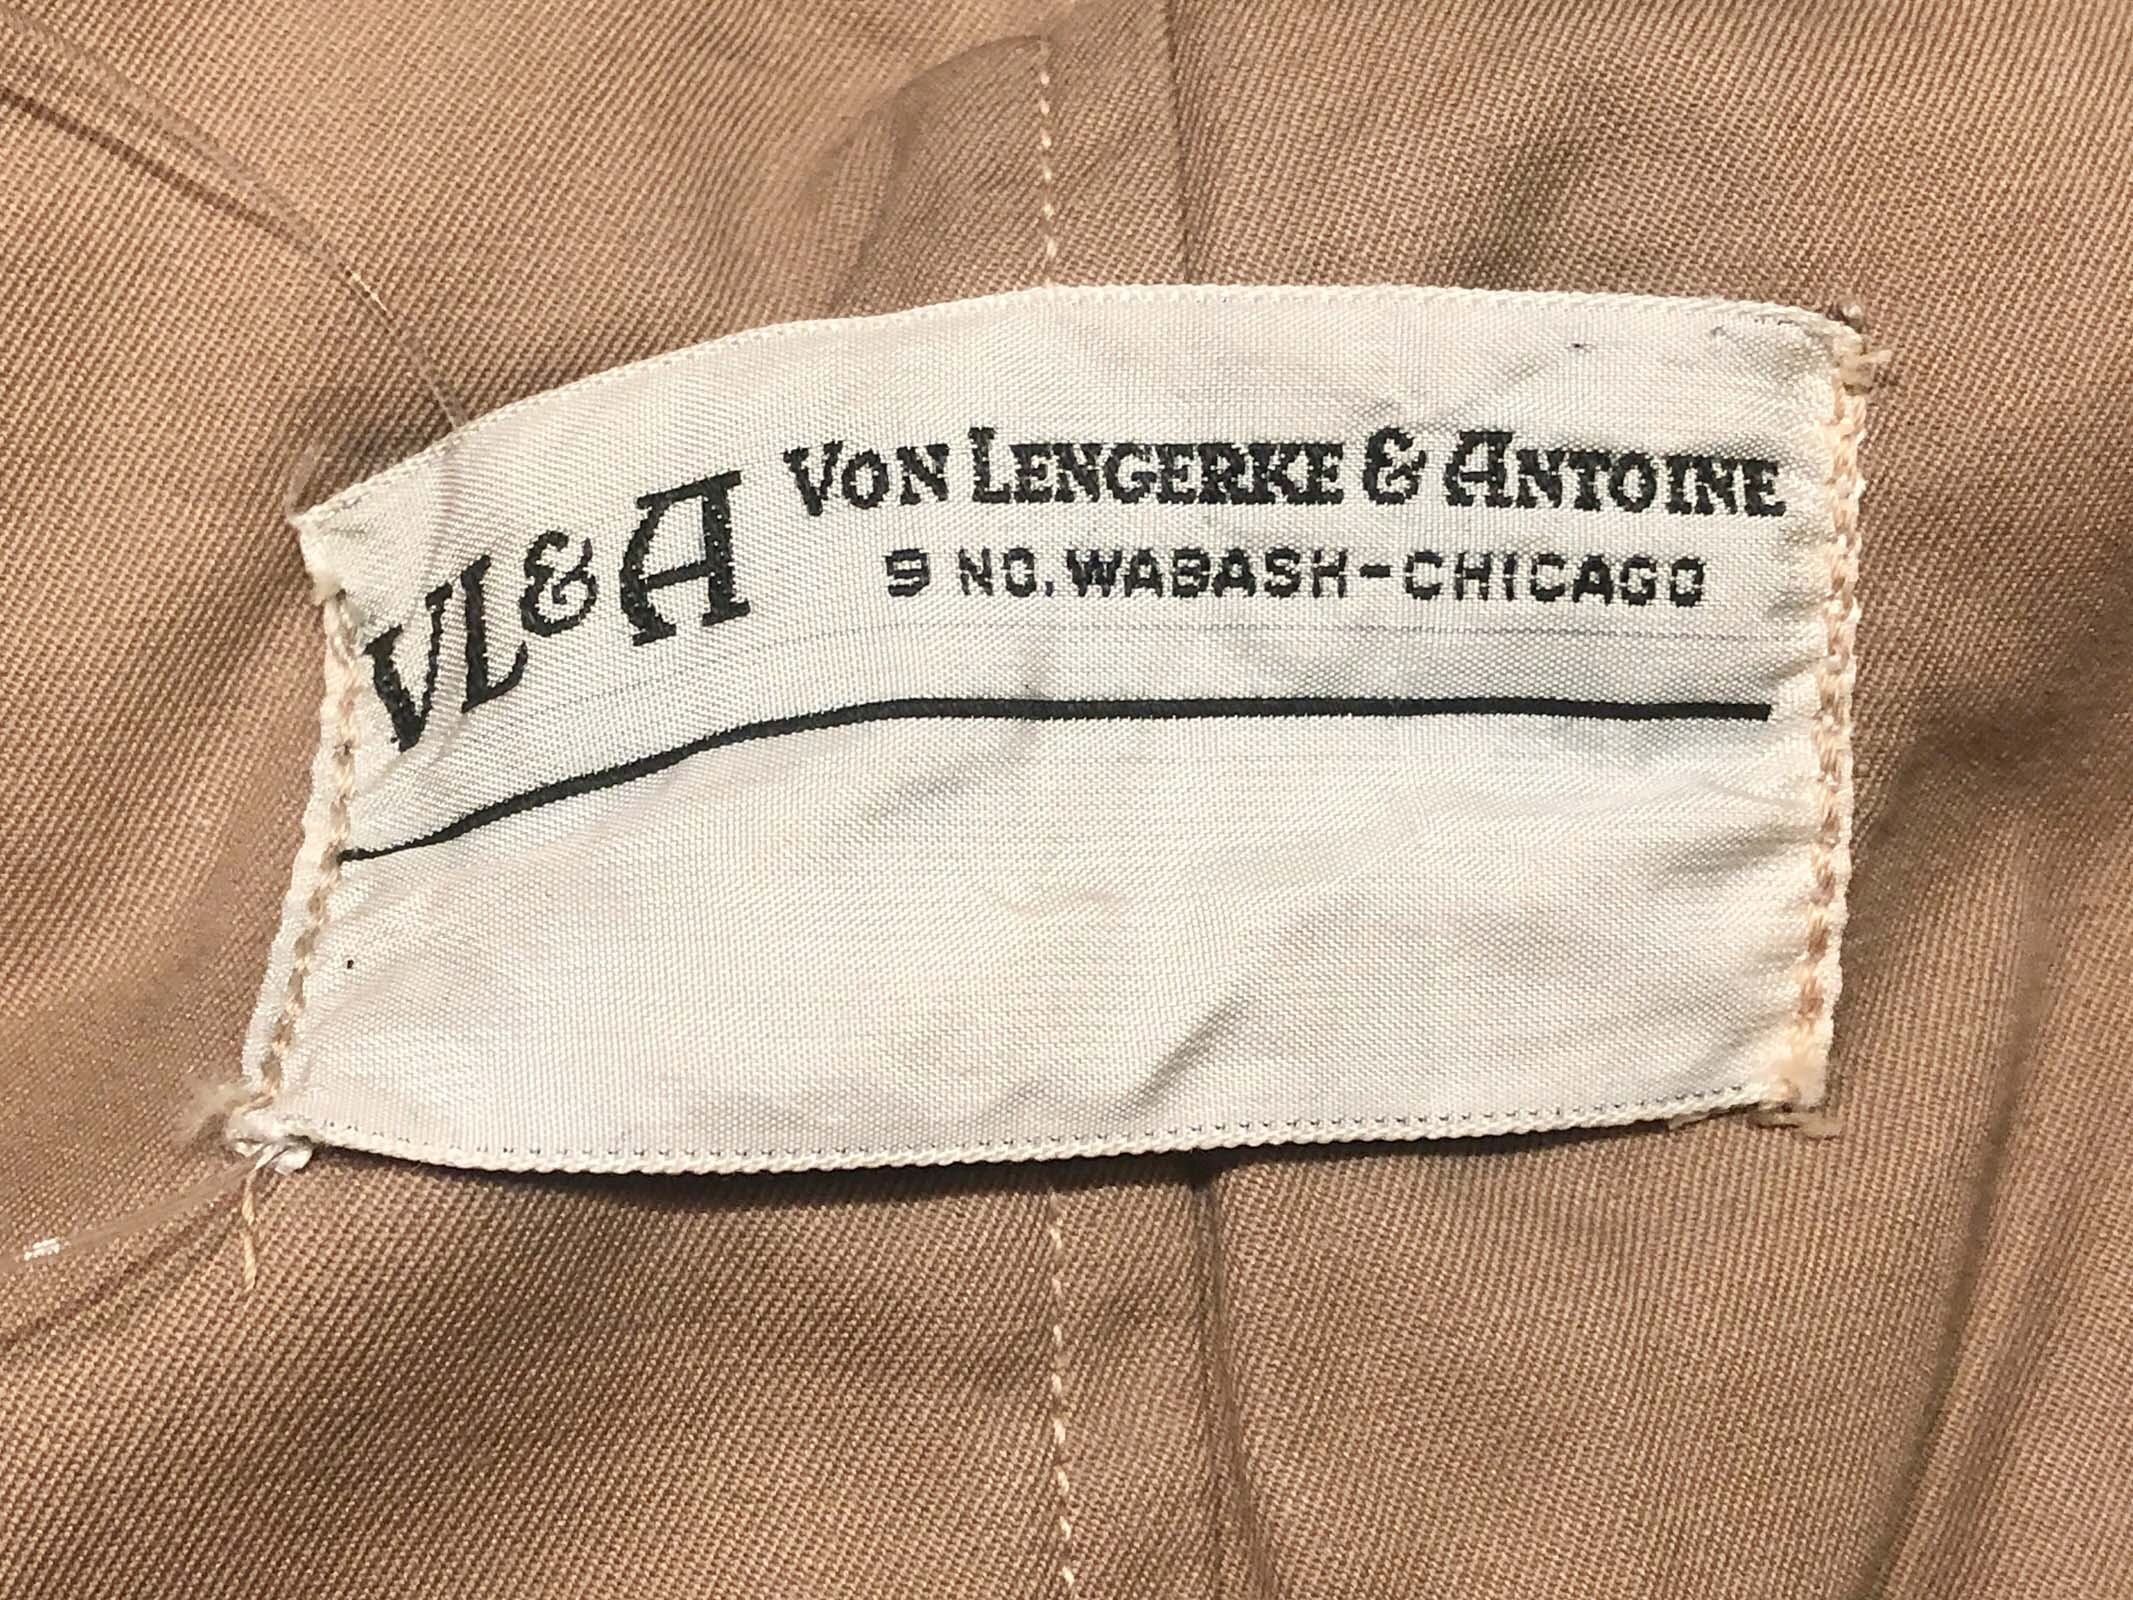 VL&A
VON LENGERKE & ANTOINE
9 NO. WABASH-CHICAGO